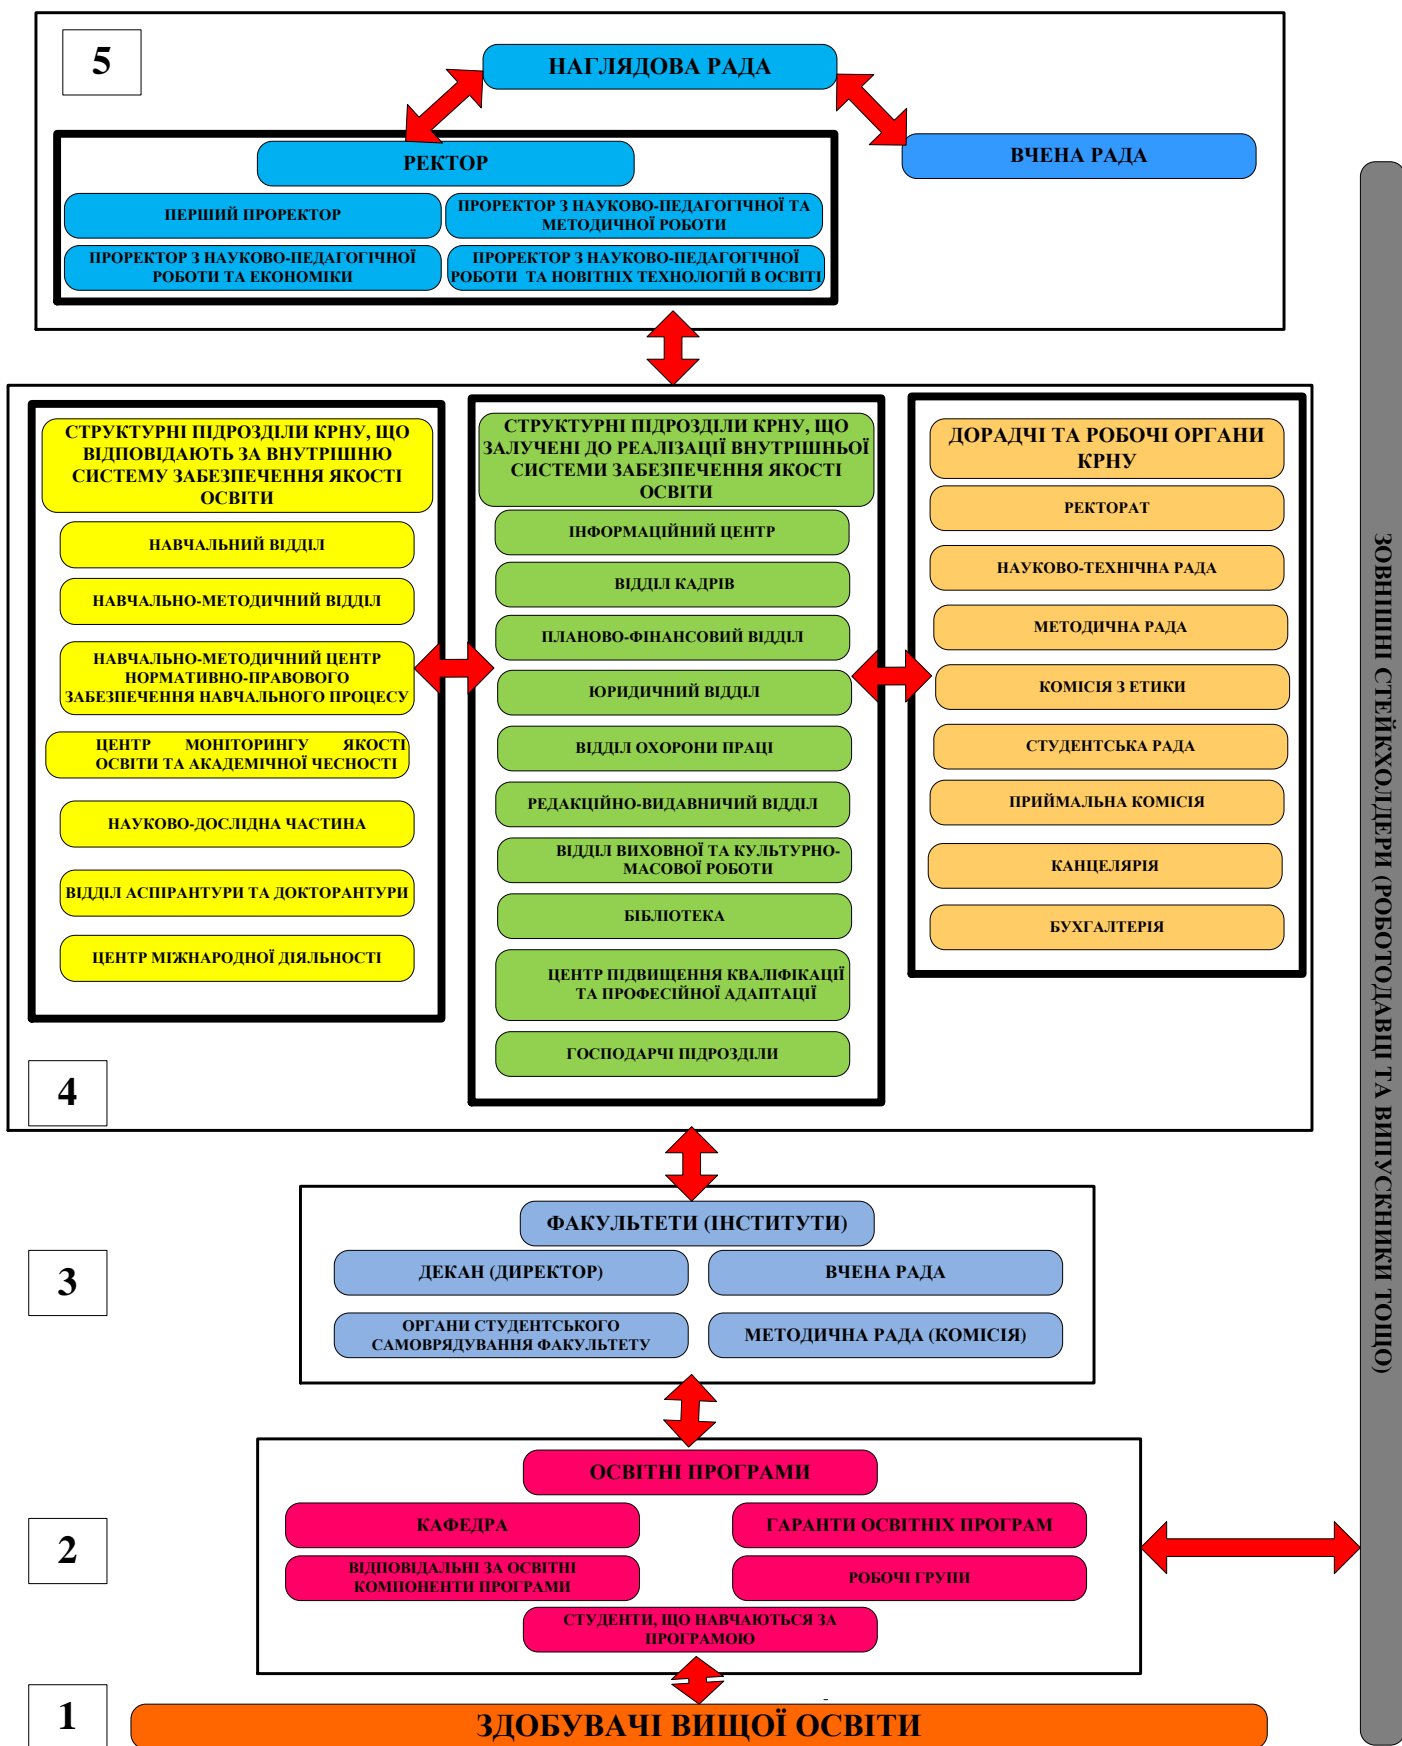 5
НАГЛЯДОВА РАДА
РЕКТОР
ВЧЕНА РАДА
ПЕРШИЙ ПРОРЕКТОР
ПРОРЕКТОР З НАУКОВО-ПЕДАГОГІЧНОЇ ТА
МЕТОДИЧНОЇ РОБОТИ
ПРОРЕКТОР З НАУКОВО-ПЕДАГОГІЧНОЇ
РОБОТИ ТА ЕКОНОМІКИ
ПРОРЕКТОР З НАУКОВО-ПЕДАГОГІЧНОЇ
РОБОТИ ТА НОВІТНІХ ТЕХНОЛОГІЙ В ОСВІТІ
СТРУКТУРНІ ПІДРОЗДІЛИ КРНУ, ЩО
ВІДПОВІДАЮТЬ ЗА ВНУТРІШНЮ
СИСТЕМУ ЗАБЕЗПЕЧЕННЯ ЯКОСТІ
ОСВІТИ
НАВЧАЛЬНИЙ ВІДДІЛ
НАВЧАЛЬНО-МЕТОДИЧНИЙ ВІДДІЛ
НАВЧАЛЬНО-МЕТОДИЧНИЙ ЦЕНТР
НОРМАТИВНО-ПРАВОВОГО
ЗАБЕЗПЕЧЕННЯ НАВЧАЛЬНОГО ПРОЦЕСУ
ЦЕНТР МОНІТОРИНГУ ЯКОСТІ
ОСВІТИ ТА АКАДЕМІЧНОЇ ЧЕСНОСТІ
НАУКОВО-ДОСЛІДНА ЧАСТИНА
ВІДДІЛ АСПІРАНТУРИ ТА ДОКТОРАНТУРИ
ЦЕНТР МІЖНАРОДНОЇ ДІЯЛЬНОСТІ
СТРУКТУРНІ ПІДРОЗДІЛИ КРНУ, ЩО
ЗАЛУЧЕНІ ДО РЕАЛІЗАЦІЇ ВНУТРІШНЬОЇ
СИСТЕМИ ЗАБЕЗПЕЧЕННЯ ЯКОСТІ
ОСВІТИ
ІНФОРМАЦІЙНИЙ ЦЕНТР
ВІДДІЛ КАДРІВ
ПЛАНОВО-ФІНАНСОВИЙ ВІДДІЛ
ЮРИДИЧНИЙ ВІДДІЛ
ВІДДІЛ ОХОРОНИ ПРАЦІ
РЕДАКЦІЙНО-ВИДАВНИЧИЙ ВІДДІЛ
ВІДДІЛ ВИХОВНОЇ ТА КУЛЬТУРНО-
МАСОВОЇ РОБОТИ
БІБЛІОТЕКА
ЦЕНТР ПІДВИЩЕННЯ КВАЛІФІКАЦІЇ
ТА ПРОФЕСІЙНОЇ АДАПТАЦІЇ
ГОСПОДАРЧІ ПІДРОЗДІЛИ
ДОРАДЧІ ТА РОБОЧІ ОРГАНИ
КРНУ
РЕКТОРАТ
НАУКОВО-ТЕХНІЧНА РАДА
МЕТОДИЧНА РАДА
КОМІСІЯ З ЕТИКИ
СТУДЕНТСЬКА РАДА
ПРИЙМАЛЬНА КОМІСІЯ
КАНЦЕЛЯРІЯ
БУХГАЛТЕРІЯ
4
ЗОВНІШНІ СТЕЙКХОЛДЕРИ (РОБОТОДАВЦІ ТА ВИПУСКНИКИ ТОЩО)
ФАКУЛЬТЕТИ (ІНСТИТУТИ)
3
ДЕКАН (ДИРЕКТОР)
ВЧЕНА РАДА
ОРГАНИ СТУДЕНТСЬКОГО
САМОВРЯДУВАННЯ ФАКУЛЬТЕТУ
МЕТОДИЧНА РАДА (КОМІСІЯ)
ОСВІТНІ ПРОГРАМИ
2
КАФЕДРА
ГАРАНТИ ОСВІТНІХ ПРОГРАМ
ВІДПОВІДАЛЬНІ ЗА ОСВІТНІ
КОМПОНЕНТИ ПРОГРАМИ
РОБОЧІ ГРУПИ
СТУДЕНТИ, ЩО НАВЧАЮТЬСЯ ЗА
ПРОГРАМОЮ
1
ЗДОБУВАЧІ ВИЩОЇ ОСВІТИ